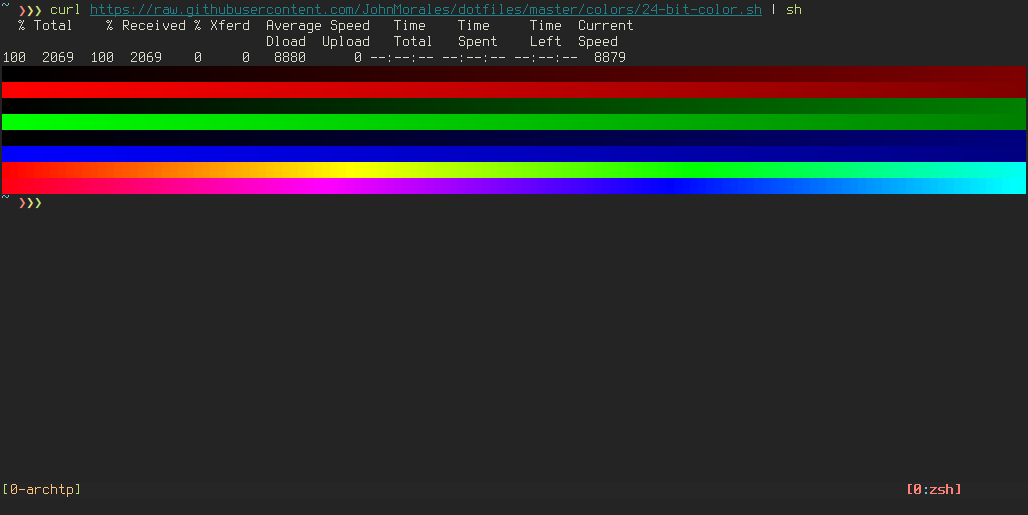 ~ ❯❯❯ curl https://raw.githubusercontent.com/JohnMorales/dotfiles/master/colors/24-bit-color.sh | sh
  % Total    % Received % Xferd  Average Speed   Time    Time     Time  Current
                                 Dload  Upload   Total   Spent    Left  Speed
100  2069  100  2069    0     0   8880      0 --:--:-- --:--:-- --:--:--  8879
~ ❯❯❯
[0-archtp] [0:zsh]